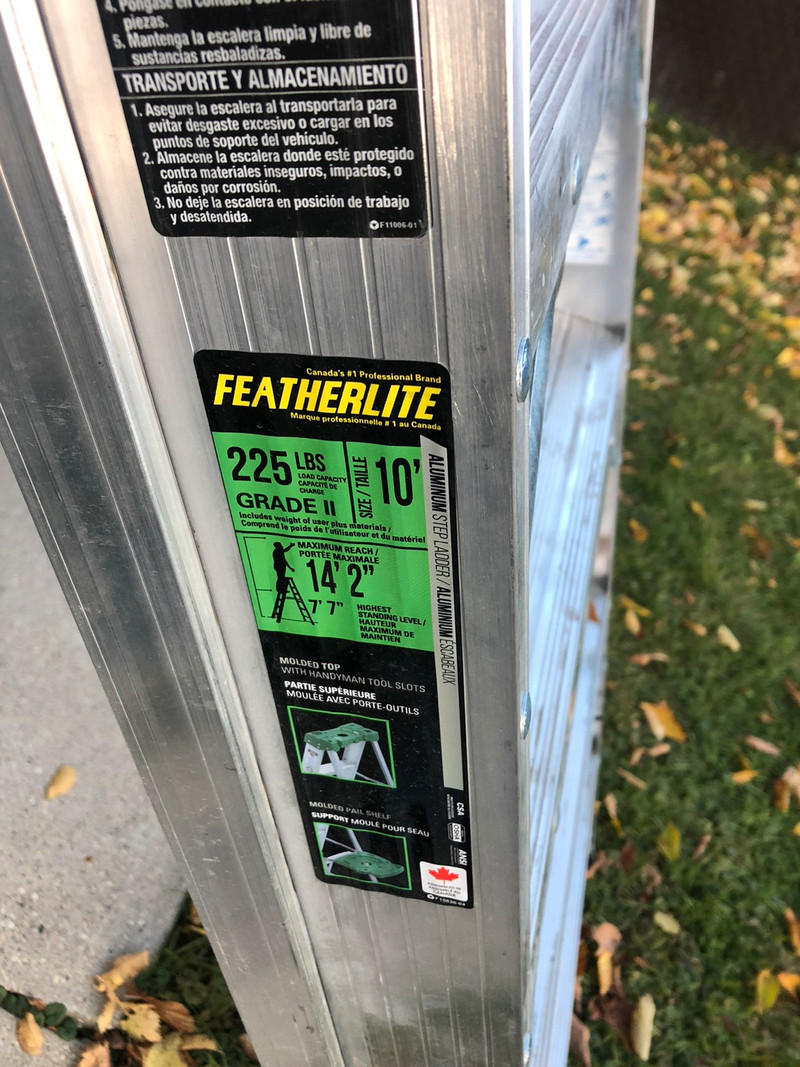 4. Póngase en contacto con el
piezas.
5. Mantenga la escalera limpia y libre de
sustancias resbaladizas.
TRANSPORTE Y ALMACENAMIENTO
1. Asegure la escalera al transportarla para
evitar desgaste excesivo o cargar en los
puntos de soporte del vehículo.
2. Almacene la escalera donde esté protegido
contra materiales inseguros, impactos, o
daños por corrosión.
3. No deje la escalera en posición de trabajo
y desatendida.
F11006-01
Canada's #1 Professional Brand
FEATHERLITE
Marque professionnelle # 1 au Canada
225 LBS
LOAD CAPACITY
CAPACITÉ DE
CHARGE
GRADE II
SIZE / TAILLE
10'
Includes weight of user plus materials /
Comprend le poids de l'utilisateur et du matériel
MAXIMUM REACH /
PORTÉE MAXIMALE
14' 2"
7' 7"
HIGHEST
STANDING LEVEL /
HAUTEUR
MAXIMUM DE
MAINTIEN
ALUMINUM STEP LADDER / ALUMINIUM ESCABEAUX
MOLDED TOP
WITH HANDYMAN TOOL SLOTS
PARTIE SUPÉRIEURE
MOULÉE AVEC PORTE-OUTILS
MOLDED PAIL SHELF
SUPPORT MOULÉ POUR SEAU
CSA
OSHA
ANSI